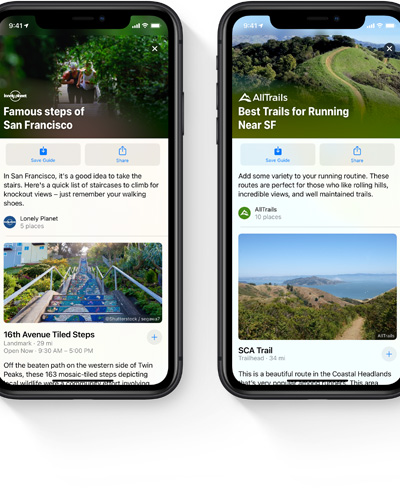 9:41
lonely planet
Famous steps of
San Francisco
Save Guide
Share
In San Francisco, it's a good idea to take the
stairs. Here's a quick list of staircases to climb for
knockout views – just remember your walking
shoes.
Lonely Planet
5 places
©Shutterstock / segawa7
16th Avenue Tiled Steps
Landmark · 29 mi
Open Now · 9:30 AM – 5:00 PM
Off the beaten path on the western side of Twin
Peaks, these 163 mosaic-tiled steps depicting
local wildlife were a community effort involving
9:41
AllTrails
Best Trails for Running
Near SF
Save Guide
Share
Add some variety to your running routine. These
routes are perfect for those who like rolling hills,
incredible views, and well maintained trails.
AllTrails
10 places
AllTrails
SCA Trail
Trailhead · 34 mi
This is a beautiful route in the Coastal Headlands
that's very popular among runners. This area